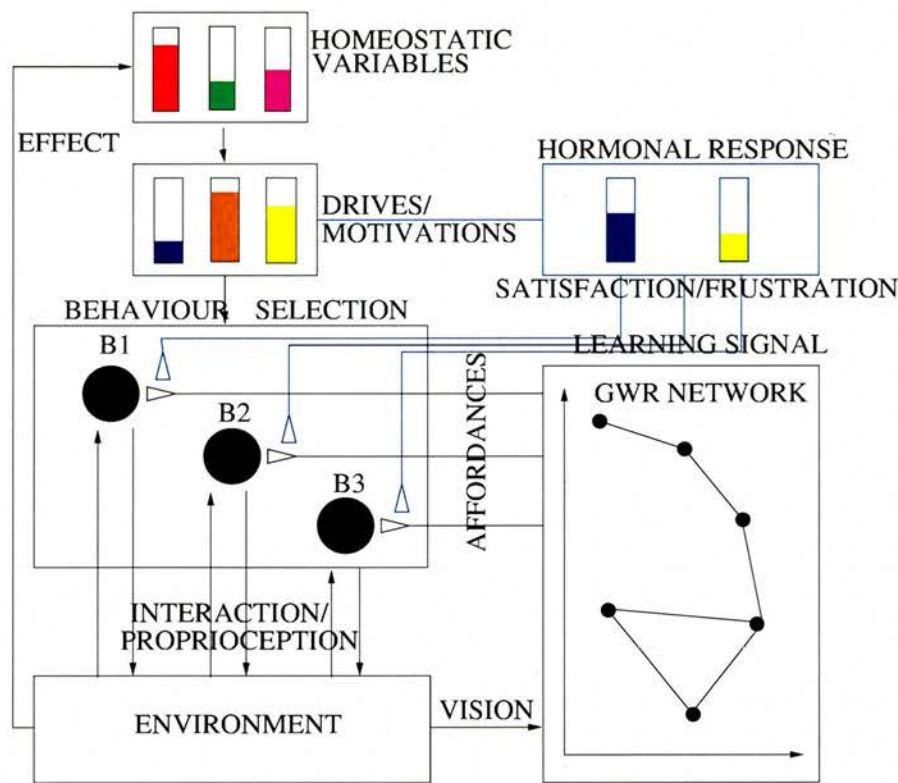 HOMEOSTATIC
VARIABLES
EFFECT
HORMONAL RESPONSE
DRIVES/
MOTIVATIONS
SATISFACTION/FRUSTRATION
BEHAVIOUR SELECTION
LEARNING SIGNAL
B1
B2
B3
AFFORDANCES
GWR NETWORK
INTERACTION/
PROPRIOCEPTION
ENVIRONMENT
VISION